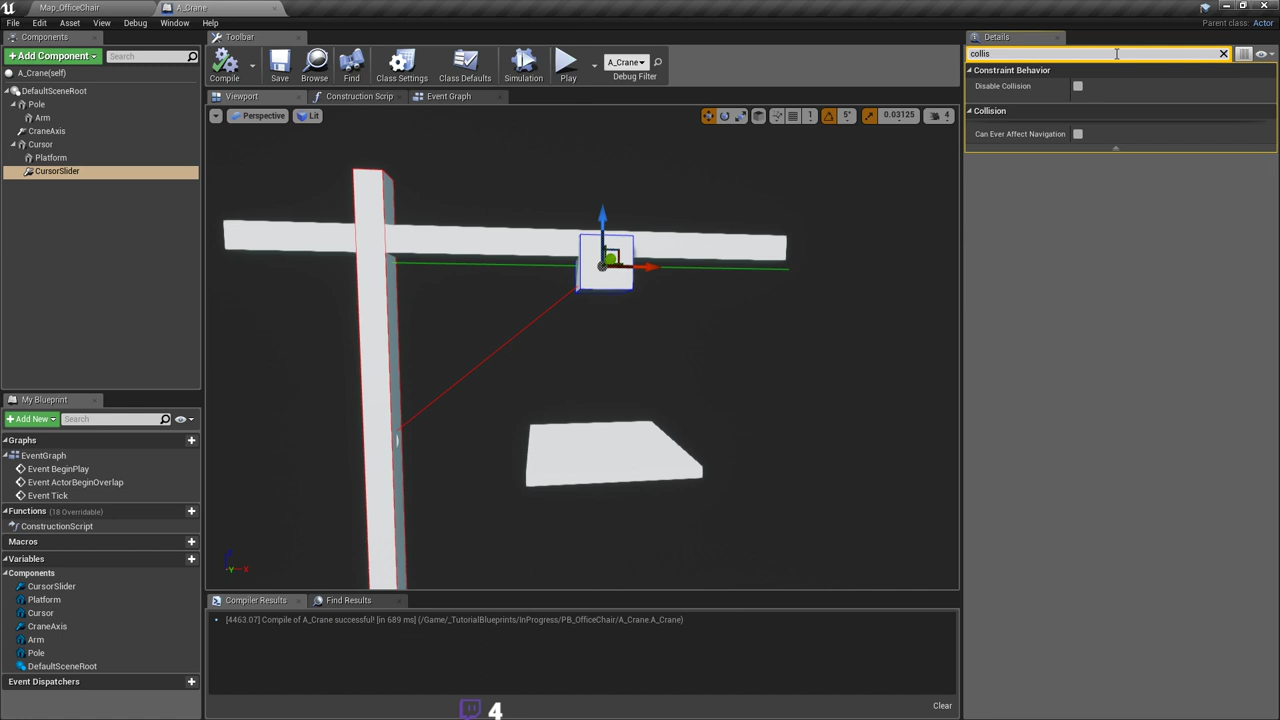 Map_OfficeChair
A_Crane
File Edit Asset View Debug Window Help
Parent class: Actor
Components
Add Component
Search
A_Crane(self)
DefaultSceneRoot
Pole
Arm
CraneAxis
Cursor
Platform
CursorSlider
Toolbar
Compile
Save
Browse
Find
Class Settings
Class Defaults
Simulation
Play
A_Crane
Debug Filter
Viewport
Construction Scrip
Event Graph
Perspective
Lit
1
5°
0.03125
4
Z
Y
X
Details
collis
Constraint Behavior
Disable Collision
Collision
Can Ever Affect Navigation
My Blueprint
Add New
Search
Graphs
EventGraph
Event BeginPlay
Event ActorBeginOverlap
Event Tick
Functions (18 Overridable)
ConstructionScript
Macros
Variables
Components
CursorSlider
Platform
Cursor
CraneAxis
Arm
Pole
DefaultSceneRoot
Event Dispatchers
Compiler Results
Find Results
[4463.07] Compile of A_Crane successful! [in 689 ms] (/Game/_TutorialBlueprints/InProgress/PB_OfficeChair/A_Crane.A_Crane)
Clear
4